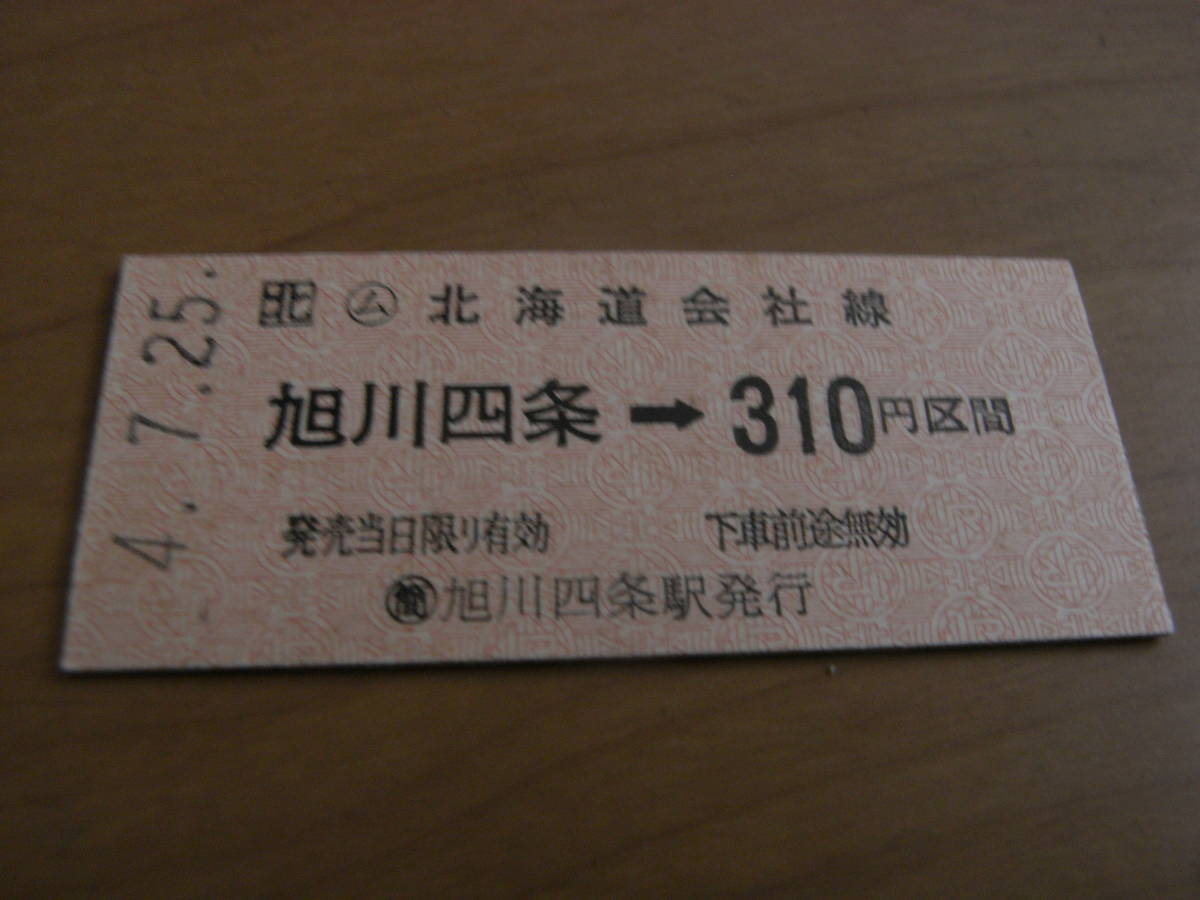 北 ム 北海道会社線
旭川四条→310円区間
発売当日限り有効 下車前途無効
簡 旭川四条駅発行
4.7.25.